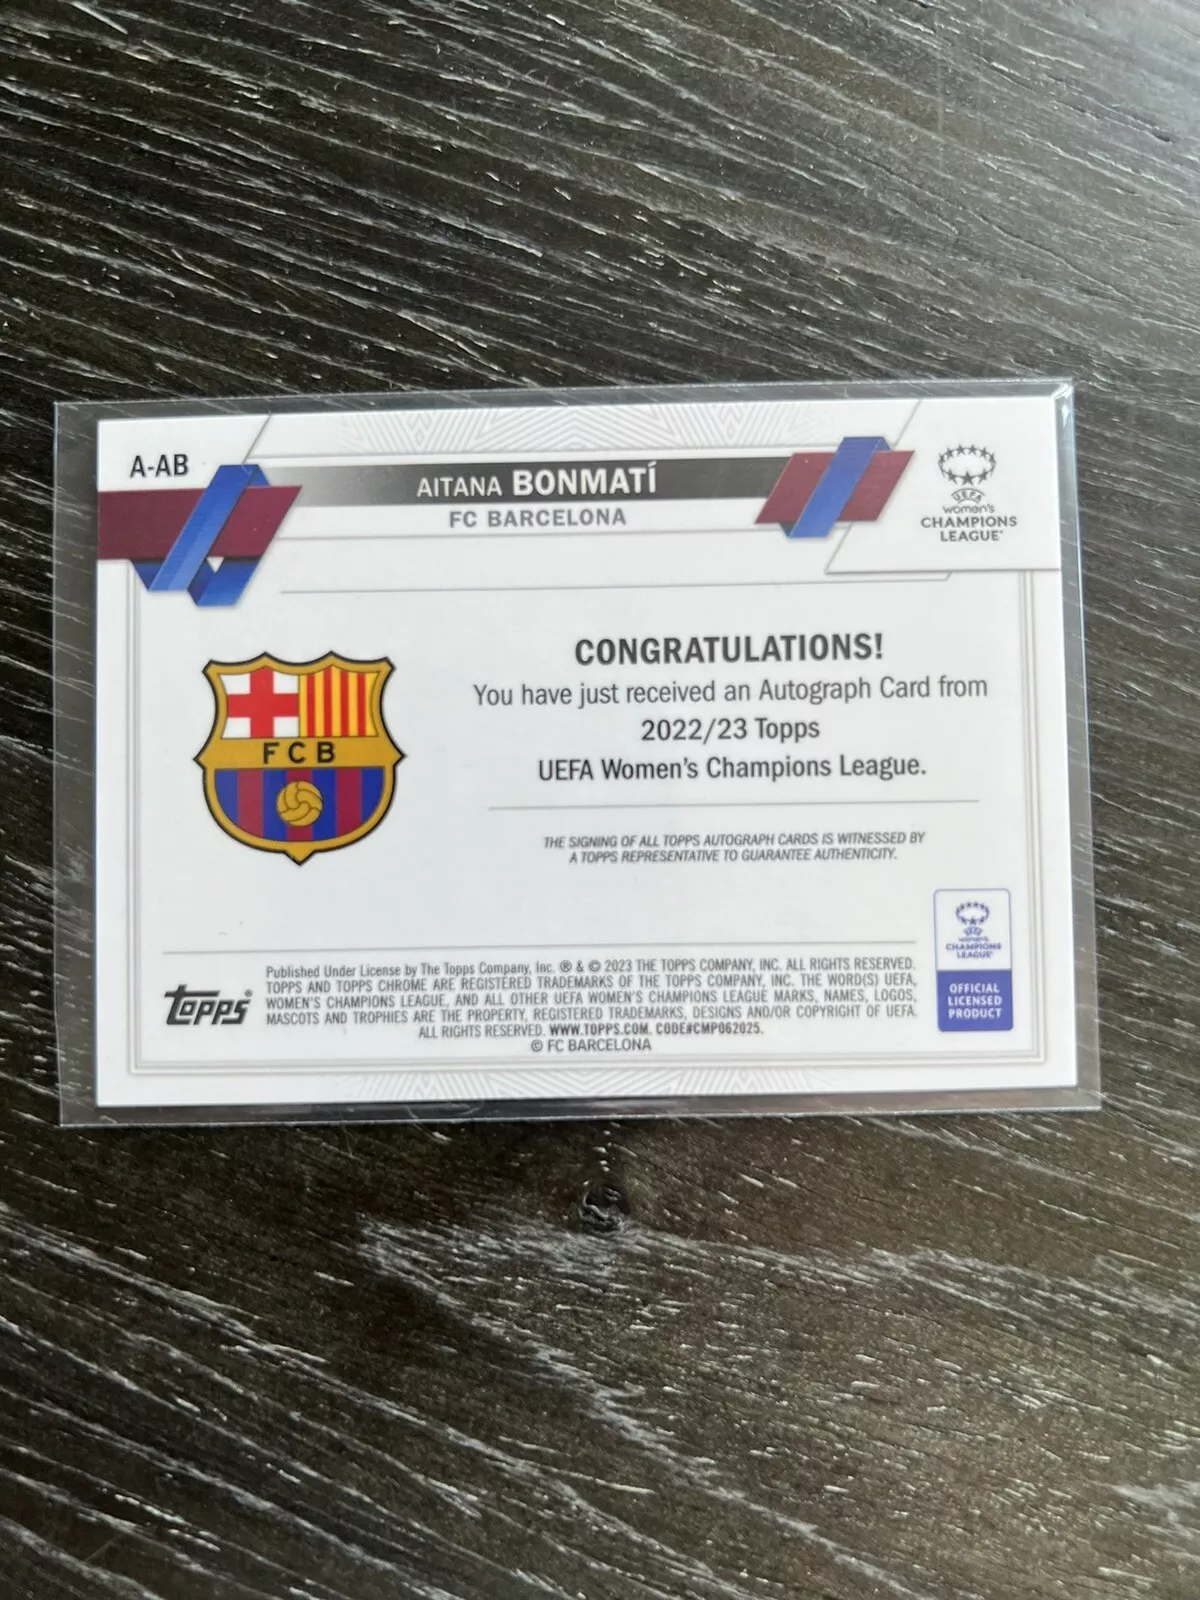 A-AB
AITANA BONMATÍ
FC BARCELONA
UEFA
women's
CHAMPIONS
LEAGUE
FCB
CONGRATULATIONS!
You have just received an Autograph Card from
2022/23 Topps
UEFA Women's Champions League.
THE SIGNING OF ALL TOPPS AUTOGRAPH CARDS IS WITNESSED BY
A TOPPS REPRESENTATIVE TO GUARANTEE AUTHENTICITY.
UEFA
women's
CHAMPIONS
LEAGUE
OFFICIAL
LICENSED
PRODUCT
topps®
Published Under License by The Topps Company, Inc. ® & © 2023 THE TOPPS COMPANY, INC. ALL RIGHTS RESERVED.
TOPPS AND TOPPS CHROME ARE REGISTERED TRADEMARKS OF THE TOPPS COMPANY, INC. THE WORD(S) UEFA,
WOMEN'S CHAMPIONS LEAGUE, AND ALL OTHER UEFA WOMEN'S CHAMPIONS LEAGUE MARKS, NAMES, LOGOS,
MASCOTS AND TROPHIES ARE THE PROPERTY, REGISTERED TRADEMARKS, DESIGNS AND/OR COPYRIGHT OF UEFA.
ALL RIGHTS RESERVED. WWW.TOPPS.COM. CODE#CMP062025.
© FC BARCELONA